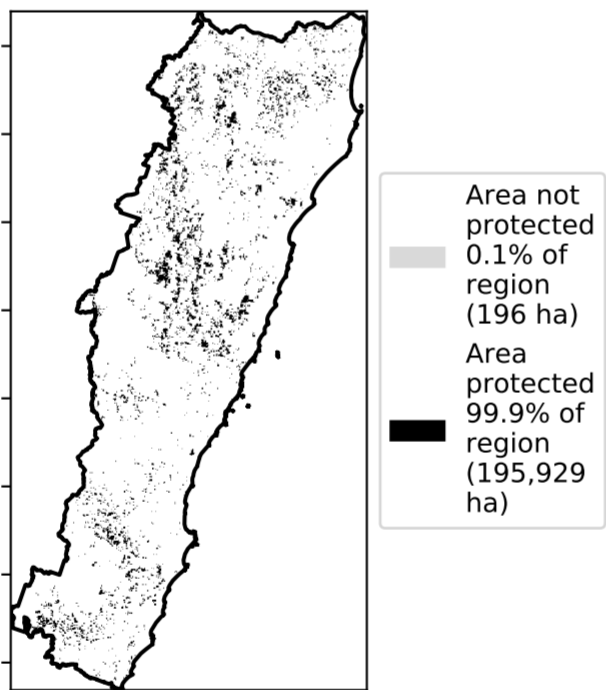 Area not
protected
0.1% of
region
(196 ha)
Area
protected
99.9% of
region
(195,929
ha)